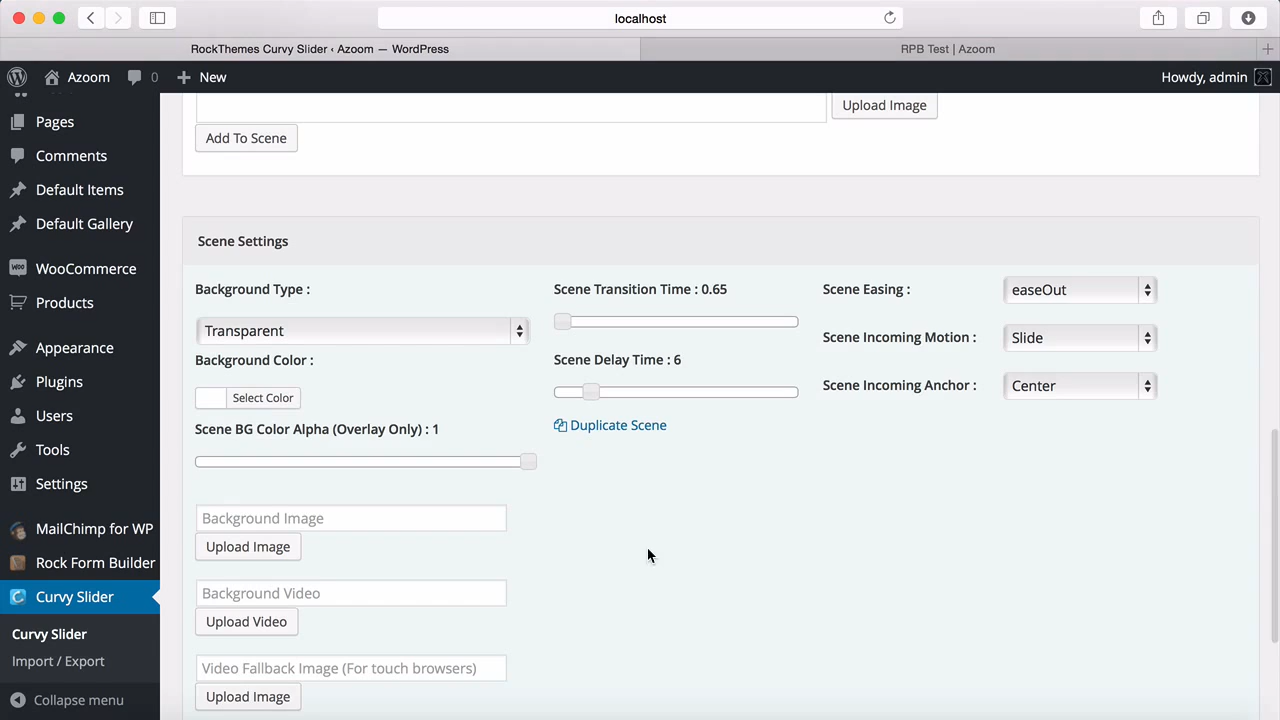 localhost
RockThemes Curvy Slider ‹ Azoom — WordPress
RPB Test | Azoom
Azoom
0
New
Howdy, admin
Pages
Comments
Default Items
Default Gallery
WooCommerce
Products
Appearance
Plugins
Users
Tools
Settings
MailChimp for WP
Rock Form Builder
Curvy Slider
Curvy Slider
Import / Export
Collapse menu
Upload Image
Add To Scene
Scene Settings
Background Type :
Transparent
Background Color :
Select Color
Scene BG Color Alpha (Overlay Only) : 1
Background Image
Upload Image
Background Video
Upload Video
Video Fallback Image (For touch browsers)
Upload Image
Scene Transition Time : 0.65
Scene Delay Time : 6
Duplicate Scene
Scene Easing :
easeOut
Scene Incoming Motion :
Slide
Scene Incoming Anchor :
Center